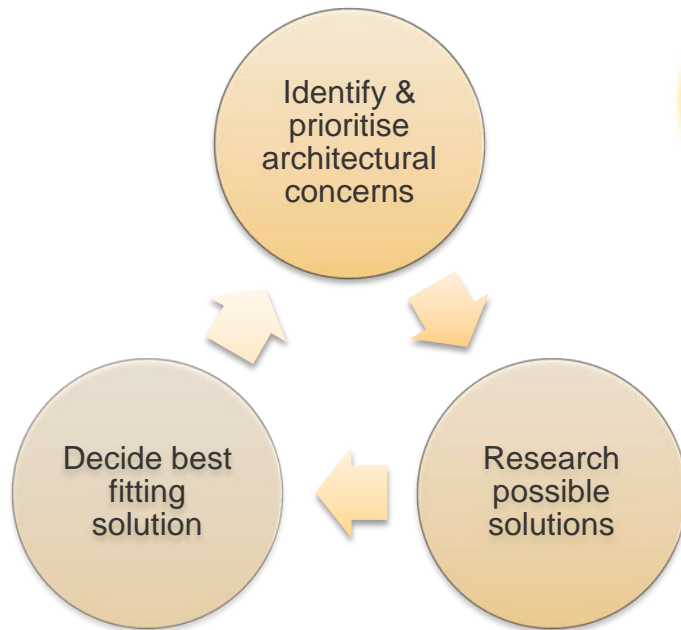 Identify &
prioritise
architectural
concerns
Research
possible
solutions
Decide best
fitting
solution